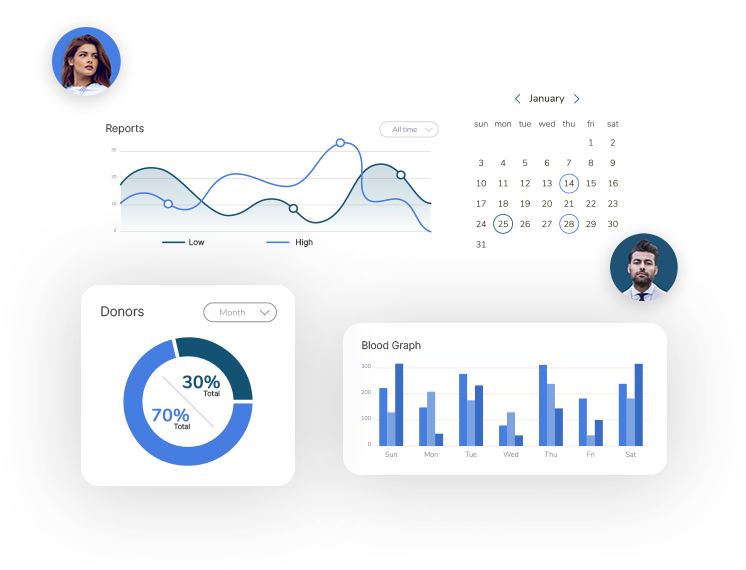 Reports
All time
30
20
10
0
Low High
January
sun mon tue wed thu fri sat
1 2
3 4 5 6 7 8 9
10 11 12 13 14 15 16
17 18 19 20 21 22 23
24 25 26 27 28 29 30
31
Donors
Month
30%
Total
70%
Total
Blood Graph
300
200
100
0
Sun Mon Tue Wed Thu Fri Sat